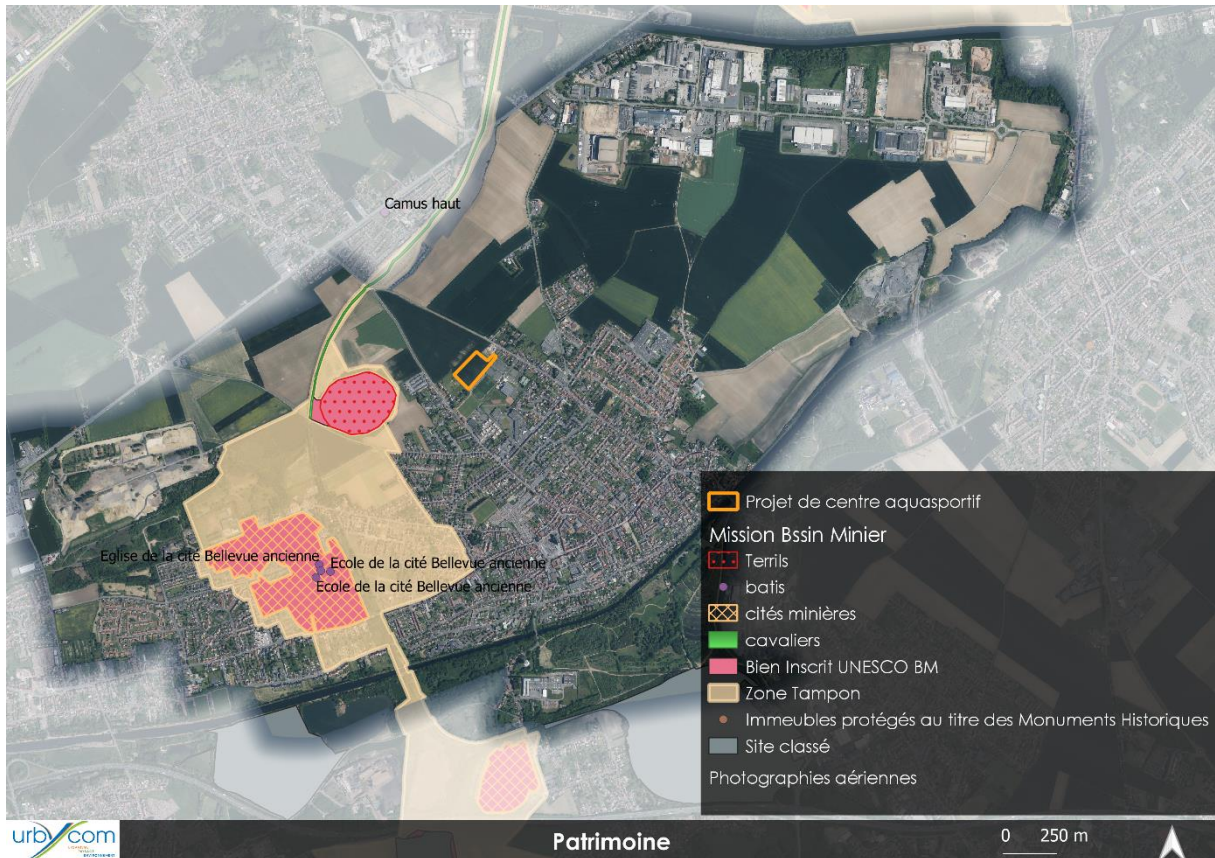 Camus haut
Eglise de la cité Bellevue ancienne
Ecole de la cité Bellevue ancienne
Ecole de la cité Bellevue ancienne
Projet de centre aquasportif
Mission Bssin Minier
Terrils
batis
cités minières
cavaliers
Bien Inscrit UNESCO BM
Zone Tampon
Immeubles protégés au titre des Monuments Historiques
Site classé
Photographies aériennes
urbycom
ENVIRONNEMENT
Patrimoine
0 250 m